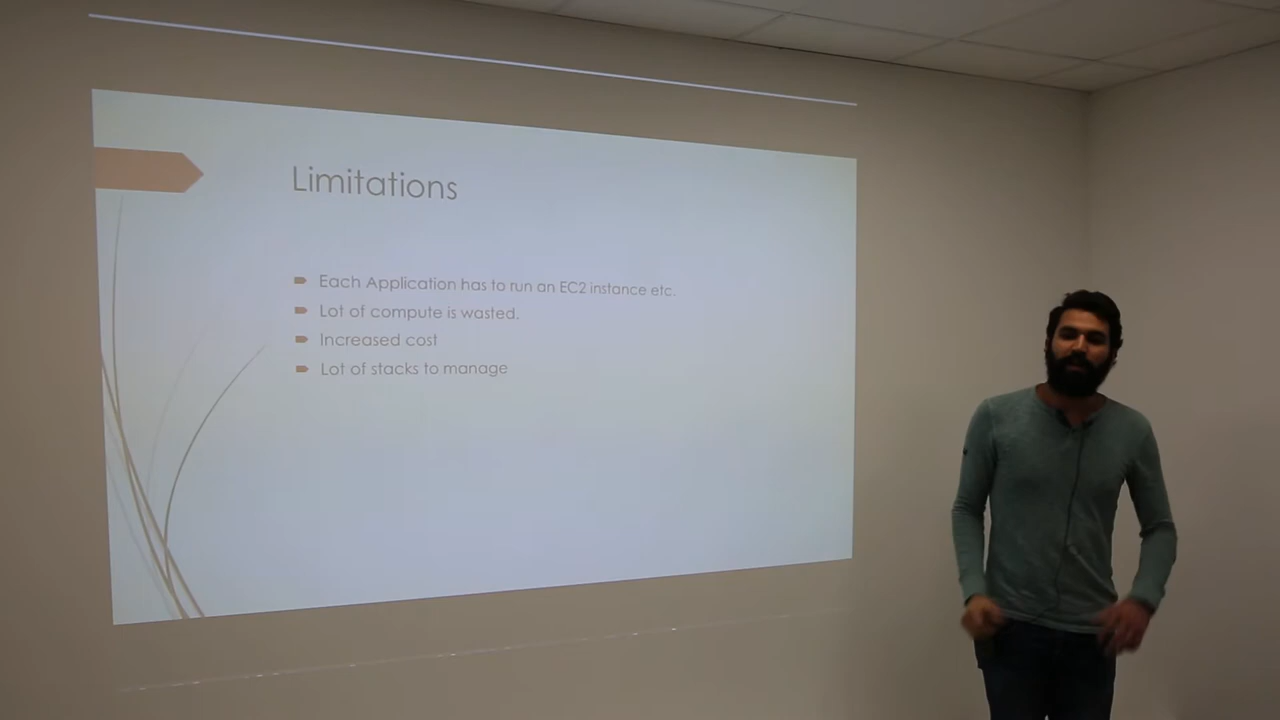 Limitations
Each Application has to run an EC2 instance etc.
Lot of compute is wasted.
Increased cost
Lot of stacks to manage